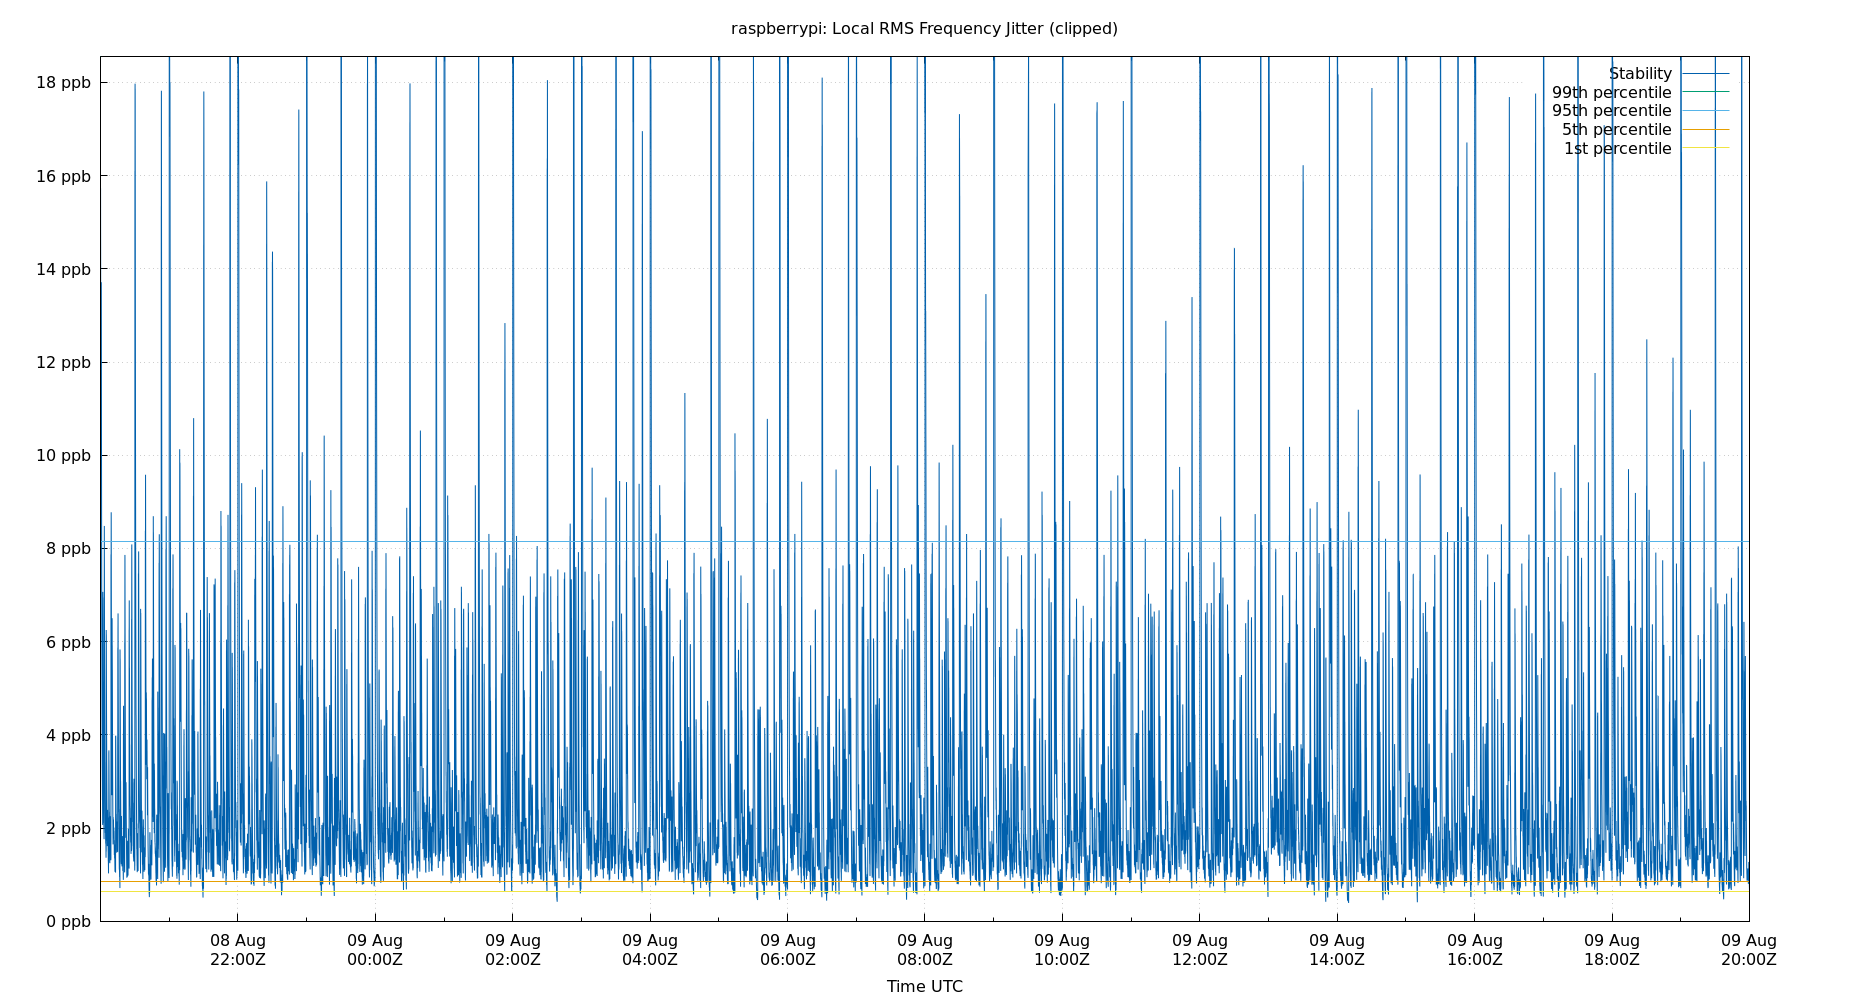 raspberrypi: Local RMS Frequency Jitter (clipped)
Stability
99th percentile
95th percentile
5th percentile
1st percentile
18 ppb
16 ppb
14 ppb
12 ppb
10 ppb
8 ppb
6 ppb
4 ppb
2 ppb
0 ppb
08 Aug 09 Aug 09 Aug 09 Aug 09 Aug 09 Aug 09 Aug 09 Aug 09 Aug 09 Aug 09 Aug 09 Aug
22:00Z 00:00Z 02:00Z 04:00Z 06:00Z 08:00Z 10:00Z 12:00Z 14:00Z 16:00Z 18:00Z 20:00Z
Time UTC